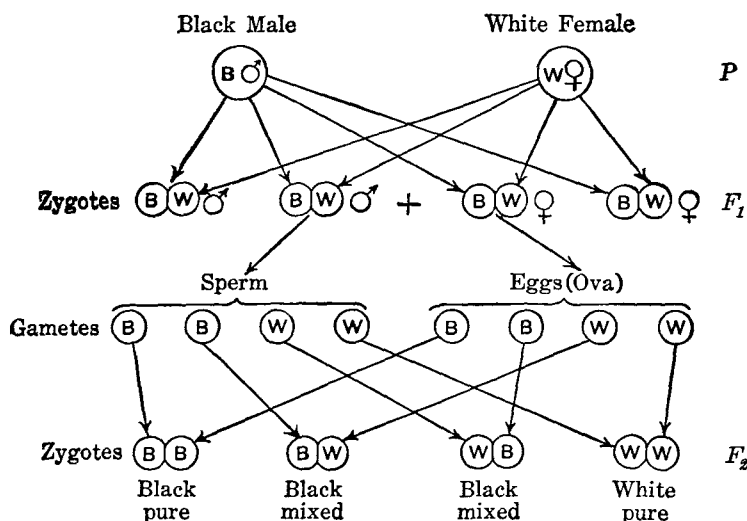 Black Male White Female
B ♂ W ♀ P
Zygotes B W ♂ B W ♂ + B W ♀ B W ♀ F1
Sperm Eggs (Ova)
Gametes B B W W B B W W
Zygotes B B B W W B W W F2
Black Black Black White
pure mixed mixed pure